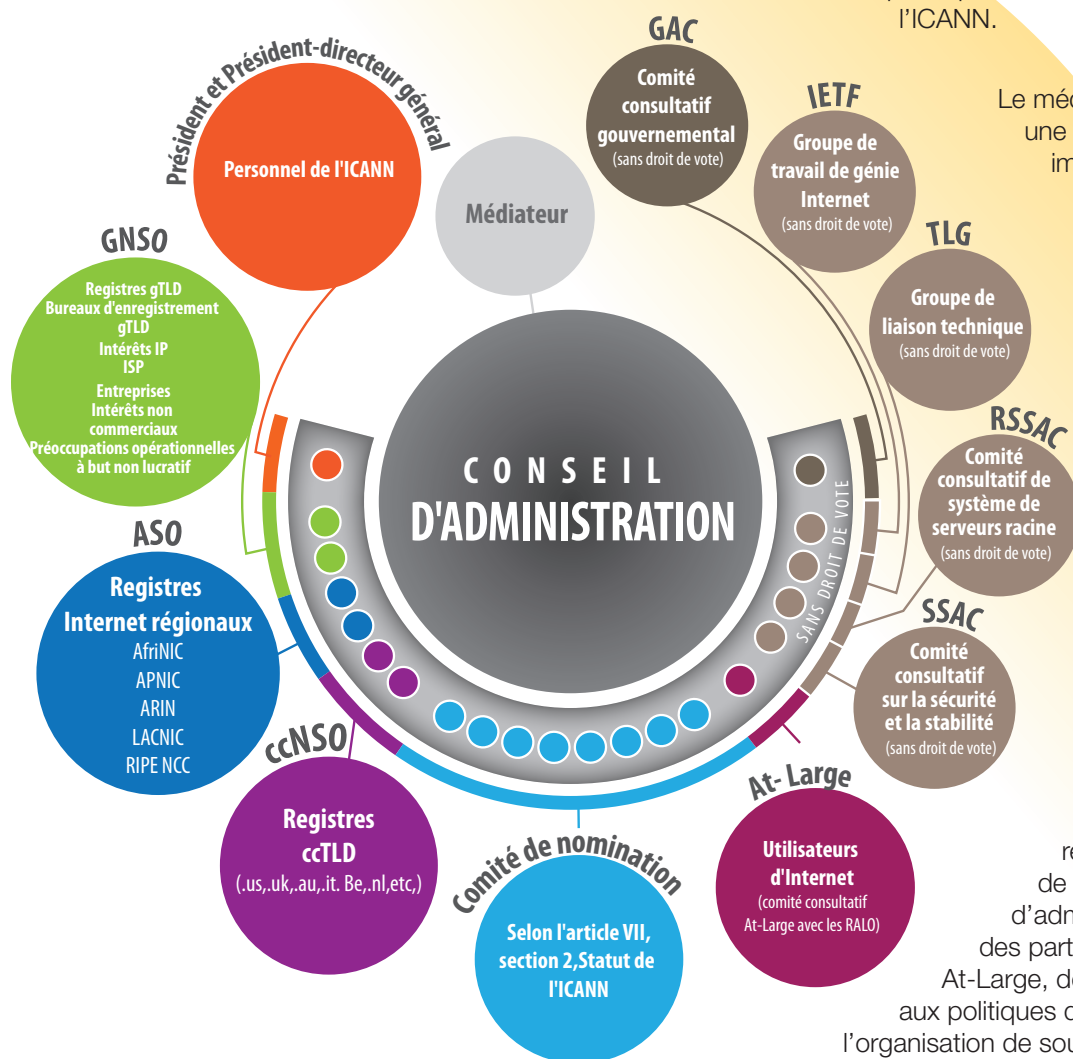 l'ICANN.
Le méd
une
im
Président et Président-directeur général
Personnel de l'ICANN
Médiateur
GAC
Comité
consultatif
gouvernemental
(sans droit de vote)
IETF
Groupe de
travail de génie
Internet
(sans droit de vote)
TLG
Groupe de
liaison technique
(sans droit de vote)
RSSAC
Comité
consultatif de
système de
serveurs racine
(sans droit de vote)
SSAC
Comité
consultatif
sur la sécurité
et la stabilité
(sans droit de vote)
GNSO
Registres gTLD
Bureaux d'enregistrement
gTLD
Intérêts IP
ISP
Entreprises
Intérêts non
commerciaux
Préoccupations opérationnelles
à but non lucratif
CONSEIL
D'ADMINISTRATION
SANS DROIT DE VOTE
ASO
Registres
Internet régionaux
AfriNIC
APNIC
ARIN
LACNIC
RIPE NCC
ccNSO
Registres
ccTLD
(.us,.uk,.au,.it. Be,.nl,etc,)
Comité de nomination
Selon l'article VII,
section 2,Statut de
l'ICANN
At- Large
Utilisateurs
d'Internet
(comité consultatif
At-Large avec les RALO)
re
de
d'adm
des part
At-Large, de
aux politiques d
l'organisation de sou